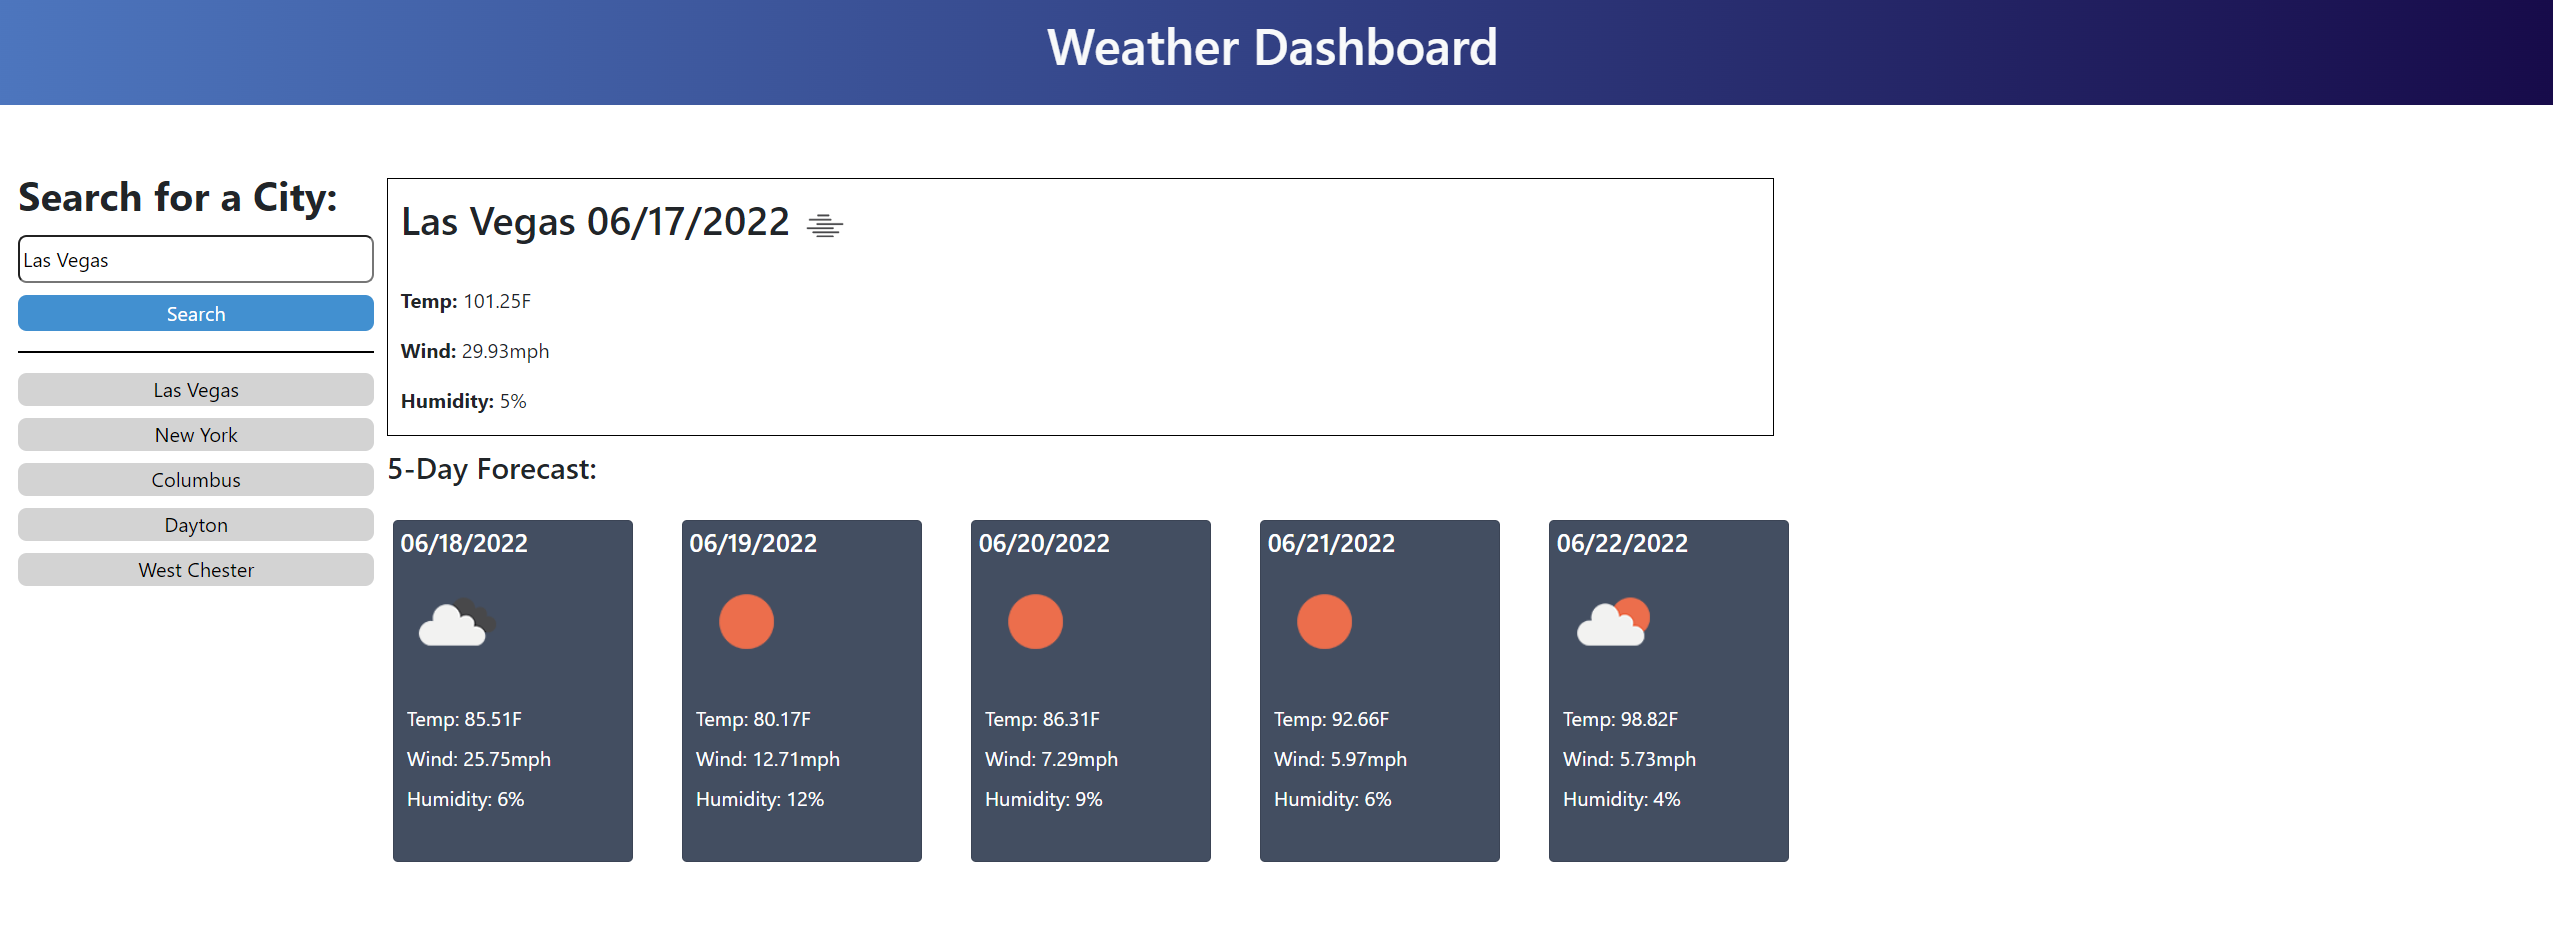 Weather Dashboard
Search for a City:
Las Vegas
Search
Las Vegas
New York
Columbus
Dayton
West Chester
Las Vegas 06/17/2022
Temp: 101.25F
Wind: 29.93mph
Humidity: 5%
5-Day Forecast:
06/18/2022
Temp: 85.51F
Wind: 25.75mph
Humidity: 6%
06/19/2022
Temp: 80.17F
Wind: 12.71mph
Humidity: 12%
06/20/2022
Temp: 86.31F
Wind: 7.29mph
Humidity: 9%
06/21/2022
Temp: 92.66F
Wind: 5.97mph
Humidity: 6%
06/22/2022
Temp: 98.82F
Wind: 5.73mph
Humidity: 4%